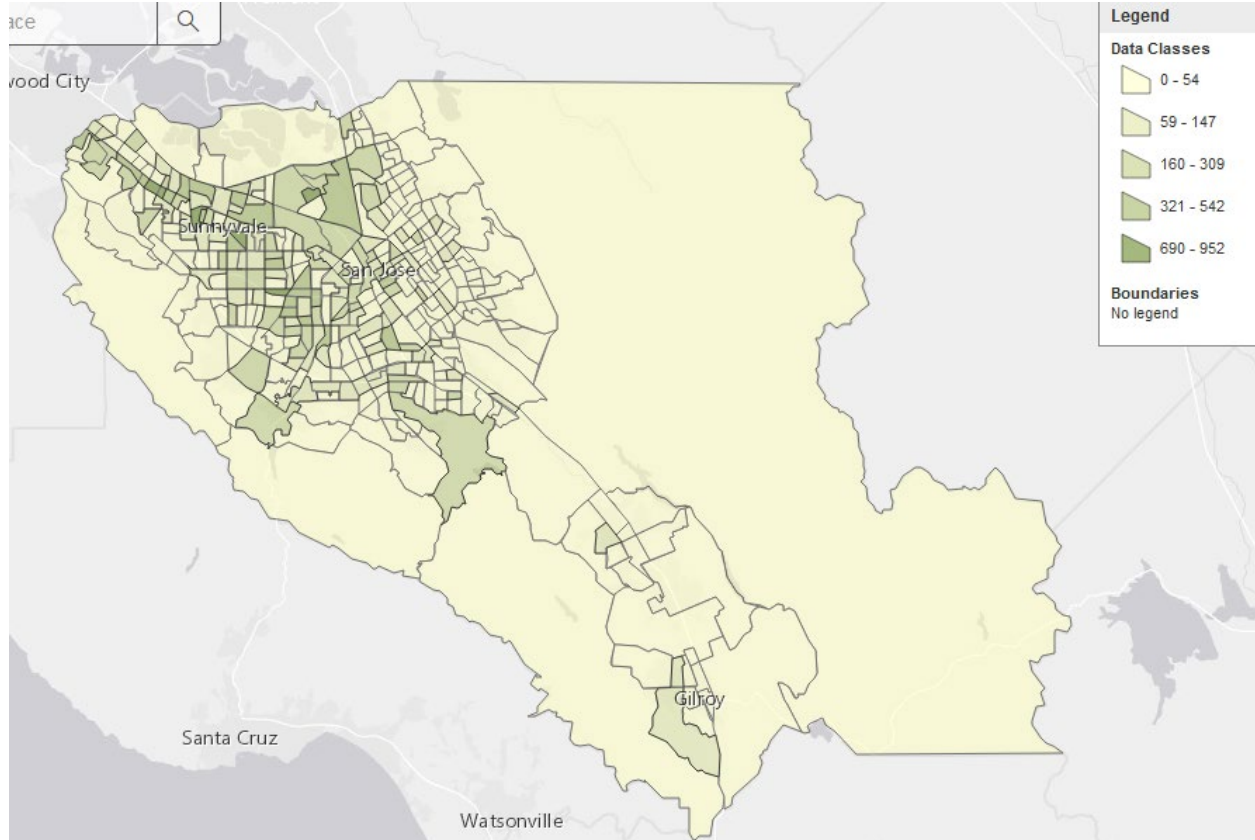 ace
wood City
Sunnyvale
San Jose
Gilroy
Santa Cruz
Watsonville
Legend
Data Classes
0 - 54
59 - 147
160 - 309
321 - 542
690 - 952
Boundaries
No legend